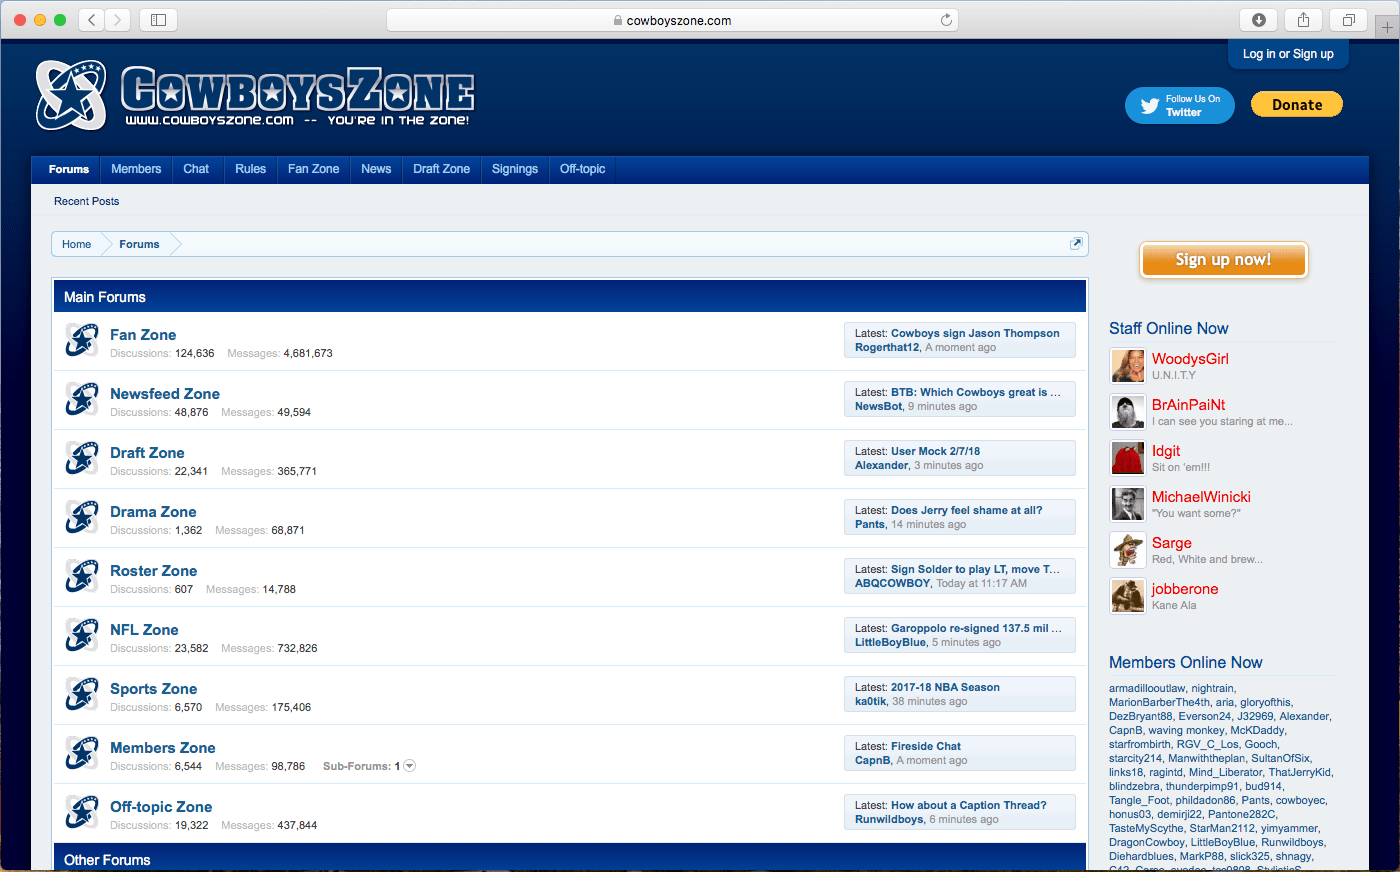 cowboyszone.com
Log in or Sign up
COWBOYSZONE
WWW.COWBOYSZONE.COM -- YOU'RE IN THE ZONE!
Follow Us On
Twitter
Donate
Forums Members Chat Rules Fan Zone News Draft Zone Signings Off-topic
Recent Posts
Home Forums
Sign up now!
Main Forums
Fan Zone
Discussions: 124,636 Messages: 4,681,673
Latest: Cowboys sign Jason Thompson
Rogerthat12, A moment ago
Newsfeed Zone
Discussions: 48,876 Messages: 49,594
Latest: BTB: Which Cowboys great is ...
NewsBot, 9 minutes ago
Draft Zone
Discussions: 22,341 Messages: 365,771
Latest: User Mock 2/7/18
Alexander, 3 minutes ago
Drama Zone
Discussions: 1,362 Messages: 68,871
Latest: Does Jerry feel shame at all?
Pants, 14 minutes ago
Roster Zone
Discussions: 607 Messages: 14,788
Latest: Sign Solder to play LT, move T...
ABQCOWBOY, Today at 11:17 AM
NFL Zone
Discussions: 23,582 Messages: 732,826
Latest: Garoppolo re-signed 137.5 mil ...
LittleBoyBlue, 5 minutes ago
Sports Zone
Discussions: 6,570 Messages: 175,406
Latest: 2017-18 NBA Season
ka0tik, 38 minutes ago
Members Zone
Discussions: 6,544 Messages: 98,786 Sub-Forums: 1
Latest: Fireside Chat
CapnB, A moment ago
Off-topic Zone
Discussions: 19,322 Messages: 437,844
Latest: How about a Caption Thread?
Runwildboys, 6 minutes ago
Other Forums
Staff Online Now
WoodysGirl
U.N.I.T.Y
BrAinPaiNt
I can see you staring at me...
Idgit
Sit on 'em!!!
MichaelWinicki
"You want some?"
Sarge
Red, White and brew...
jobberone
Kane Ala
Members Online Now
armadillooutlaw, nightrain,
MarionBarberThe4th, aria, gloryofthis,
DezBryant88, Everson24, J32969, Alexander,
CapnB, waving monkey, McKDaddy,
starfrombirth, RGV_C_Los, Gooch,
starcity214, Manwiththeplan, SultanOfSix,
links18, ragintd, Mind_Liberator, ThatJerryKid,
blindzebra, thunderpimp91, bud914,
Tangle_Foot, phildadon86, Pants, cowboyec,
honus03, demirji22, Pantone282C,
TasteMyScythe, StarMan2112, yimyammer,
DragonCowboy, LittleBoyBlue, Runwildboys,
Diehardblues, MarkP88, slick325, shnagy,